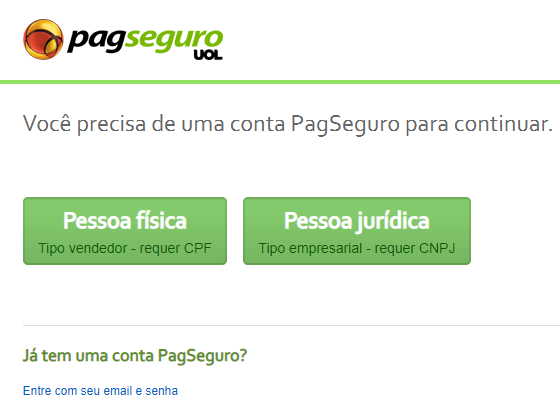 pagseguro
UOL
Você precisa de uma conta PagSeguro para continuar.
Pessoa física
Tipo vendedor - requer CPF
Pessoa jurídica
Tipo empresarial - requer CNPJ
Já tem uma conta PagSeguro?
Entre com seu email e senha